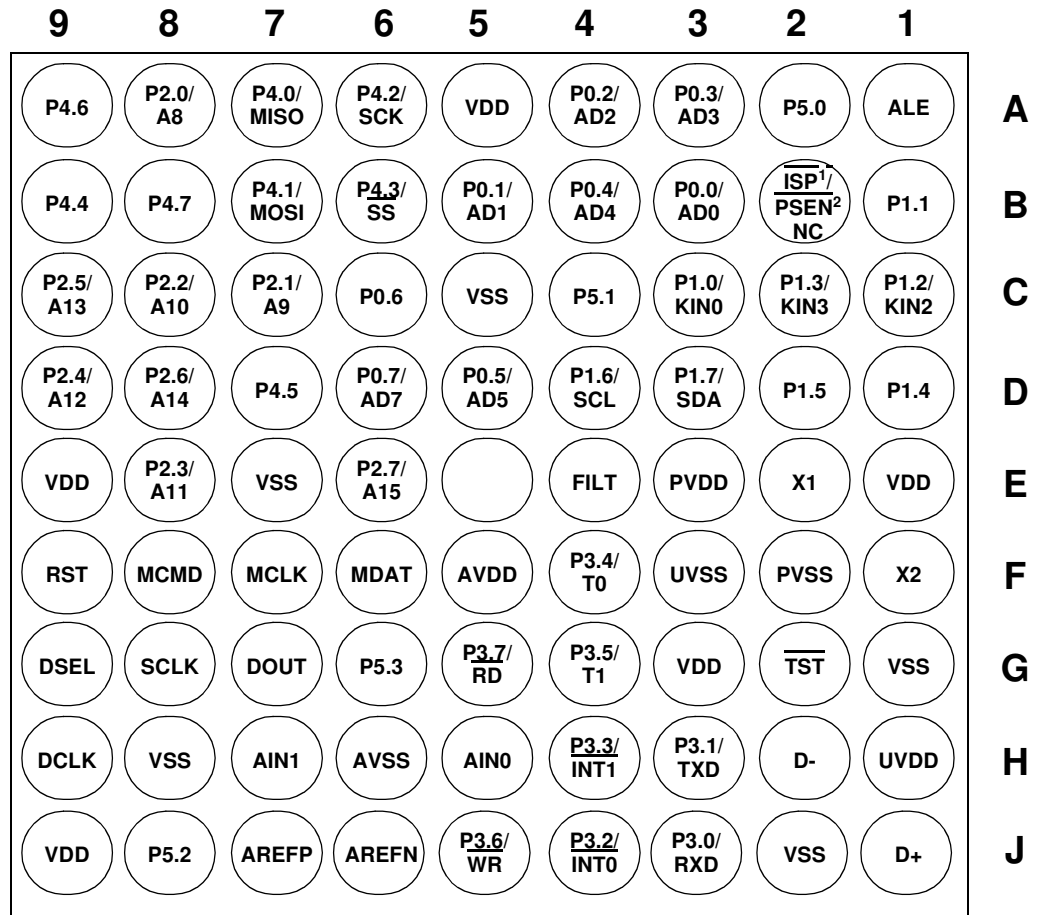 9 8 7 6 5 4 3 2 1
P4.6 P2.0/ P4.0/ P4.2/ VDD P0.2/ P0.3/ P5.0 ALE A
A8 MISO SCK AD2 AD3
P4.4 P4.7 P4.1/ P4.3/ P0.1/ P0.4/ P0.0/ ISP1/ P1.1 B
MOSI SS AD1 AD4 AD0 PSEN2
NC
P2.5/ P2.2/ P2.1/ P0.6 VSS P5.1 P1.0/ P1.3/ P1.2/ C
A13 A10 A9 KIN0 KIN3 KIN2
P2.4/ P2.6/ P4.5 P0.7/ P0.5/ P1.6/ P1.7/ P1.5 P1.4 D
A12 A14 AD7 AD5 SCL SDA
VDD P2.3/ VSS P2.7/ FILT PVDD X1 VDD E
A11 A15
RST MCMD MCLK MDAT AVDD P3.4/ UVSS PVSS X2 F
T0
DSEL SCLK DOUT P5.3 P3.7/ P3.5/ VDD TST VSS G
RD T1
DCLK VSS AIN1 AVSS AIN0 P3.3/ P3.1/ D- UVDD H
INT1 TXD
VDD P5.2 AREFP AREFN P3.6/ P3.2/ P3.0/ VSS D+ J
WR INT0 RXD